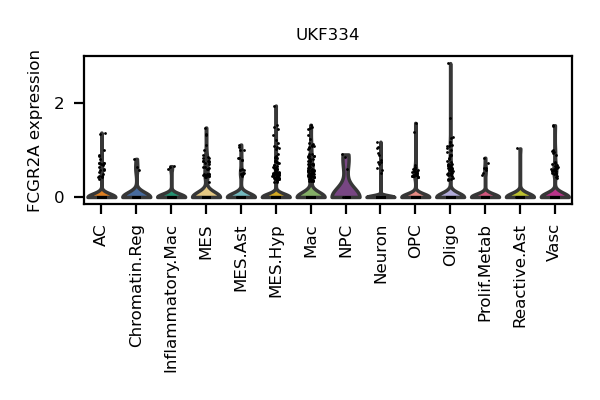 UKF334
FCGR2A expression
2
0
AC
Chromatin.Reg
Inflammatory.Mac
MES
MES.Ast
MES.Hyp
Mac
NPC
Neuron
OPC
Oligo
Prolif.Metab
Reactive.Ast
Vasc